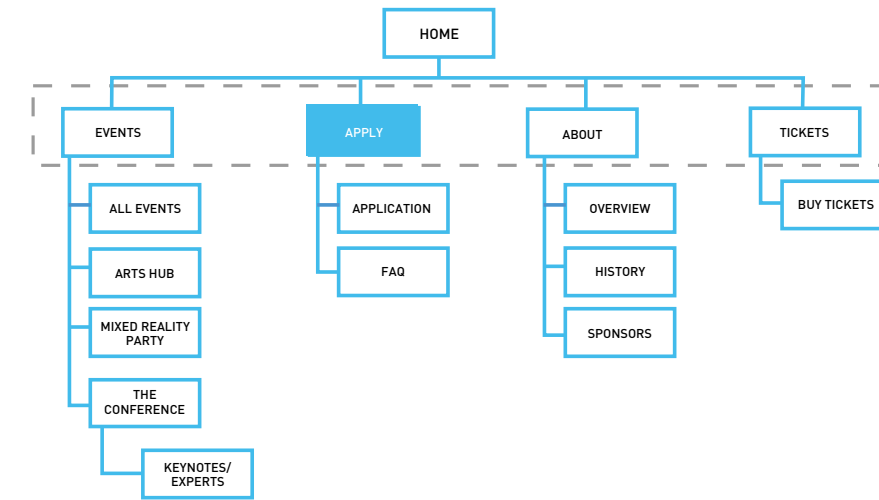 HOME
EVENTS
APPLY
ABOUT
TICKETS
ALL EVENTS
APPLICATION
OVERVIEW
BUY TICKETS
ARTS HUB
FAQ
HISTORY
MIXED REALITY
PARTY
SPONSORS
THE
CONFERENCE
KEYNOTES/
EXPERTS